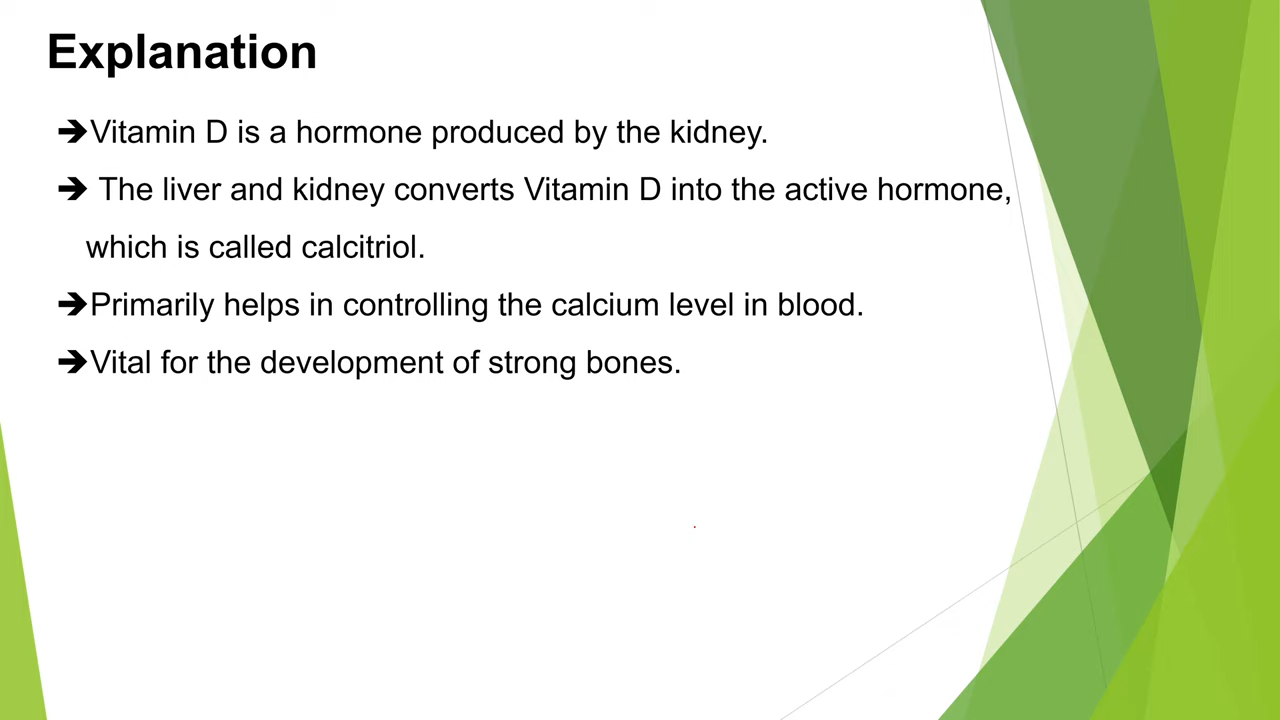 Explanation
➔Vitamin D is a hormone produced by the kidney.
➔ The liver and kidney converts Vitamin D into the active hormone,
which is called calcitriol.
➔Primarily helps in controlling the calcium level in blood.
➔Vital for the development of strong bones.